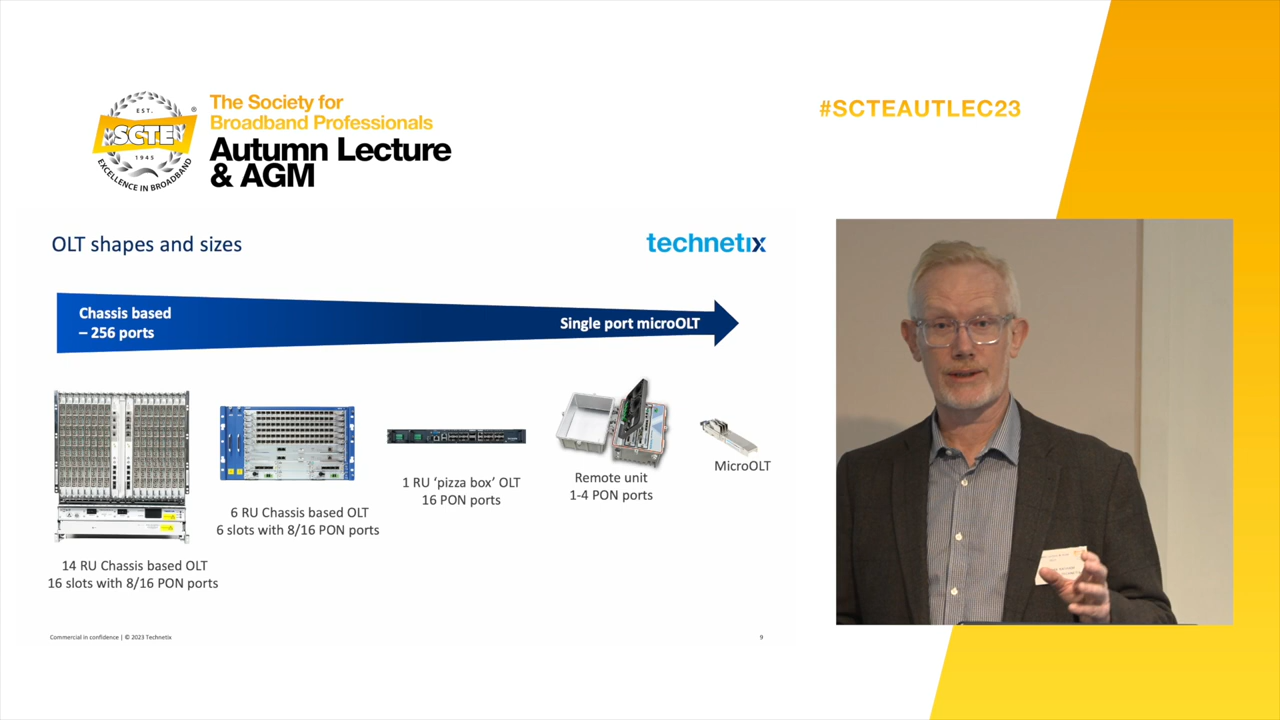 EST.
SCTE
®
1945
EXCELLENCE IN BROADBAND
The Society for
Broadband Professionals
Autumn Lecture
& AGM
#SCTEAUTLEC23
OLT shapes and sizes
technetix
Chassis based
– 256 ports
Single port microOLT
14 RU Chassis based OLT
16 slots with 8/16 PON ports
6 RU Chassis based OLT
6 slots with 8/16 PON ports
1 RU ‘pizza box’ OLT
16 PON ports
Remote unit
1-4 PON ports
MicroOLT
Commercial in confidence | © 2023 Technetix
9